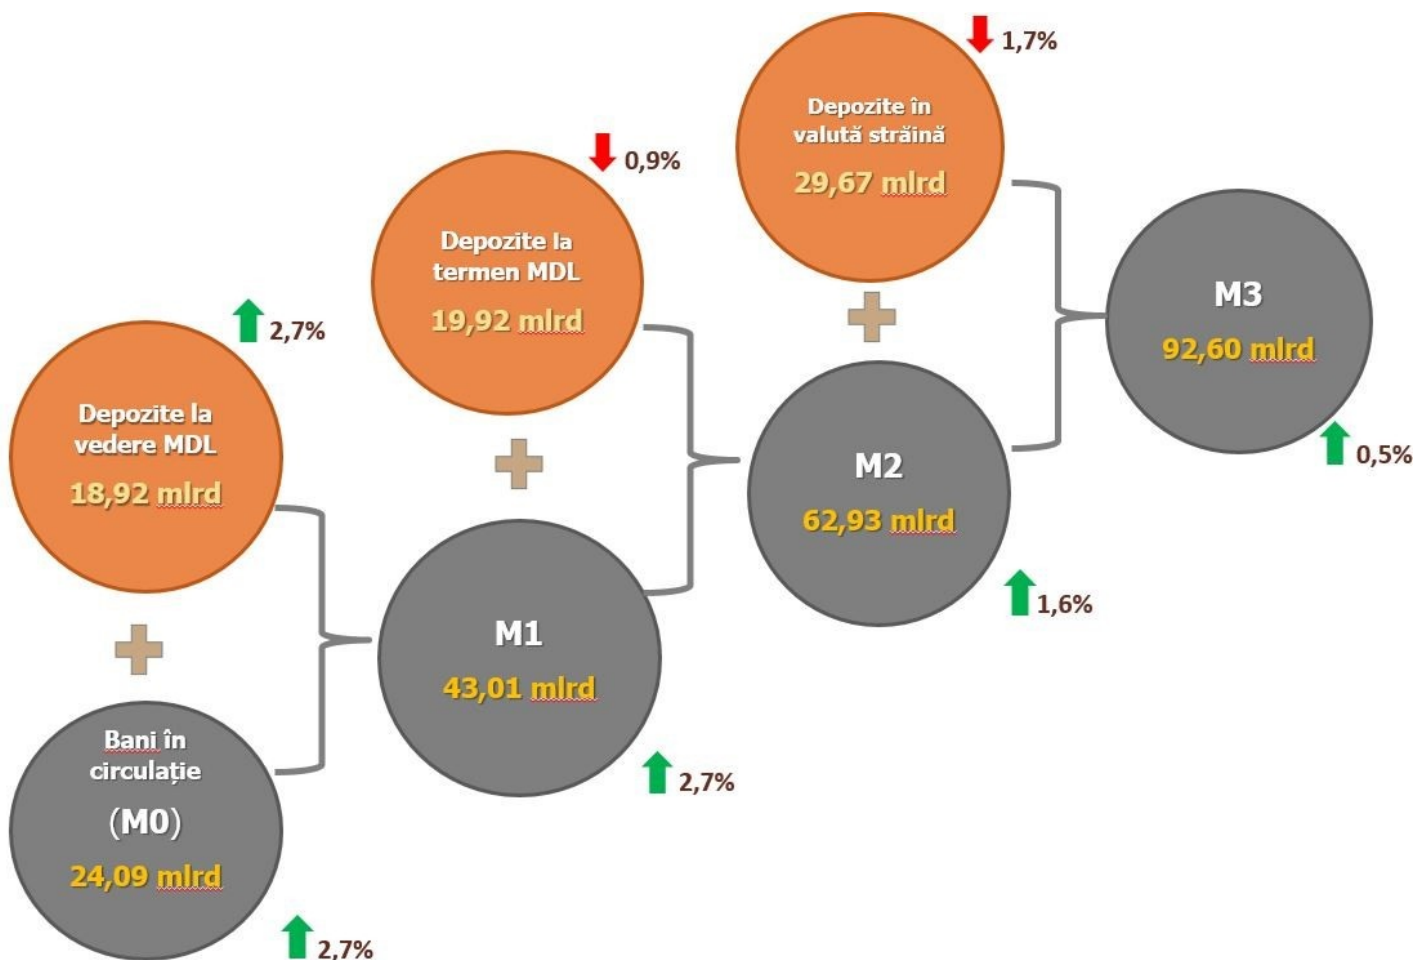 Depozite la
vedere MDL
18,92 mlrd
2,7%
Bani în
circulație
(M0)
24,09 mlrd
2,7%
Depozite la
termen MDL
19,92 mlrd
0,9%
M1
43,01 mlrd
2,7%
Depozite în
valută străină
29,67 mlrd
1,7%
M2
62,93 mlrd
1,6%
M3
92,60 mlrd
0,5%